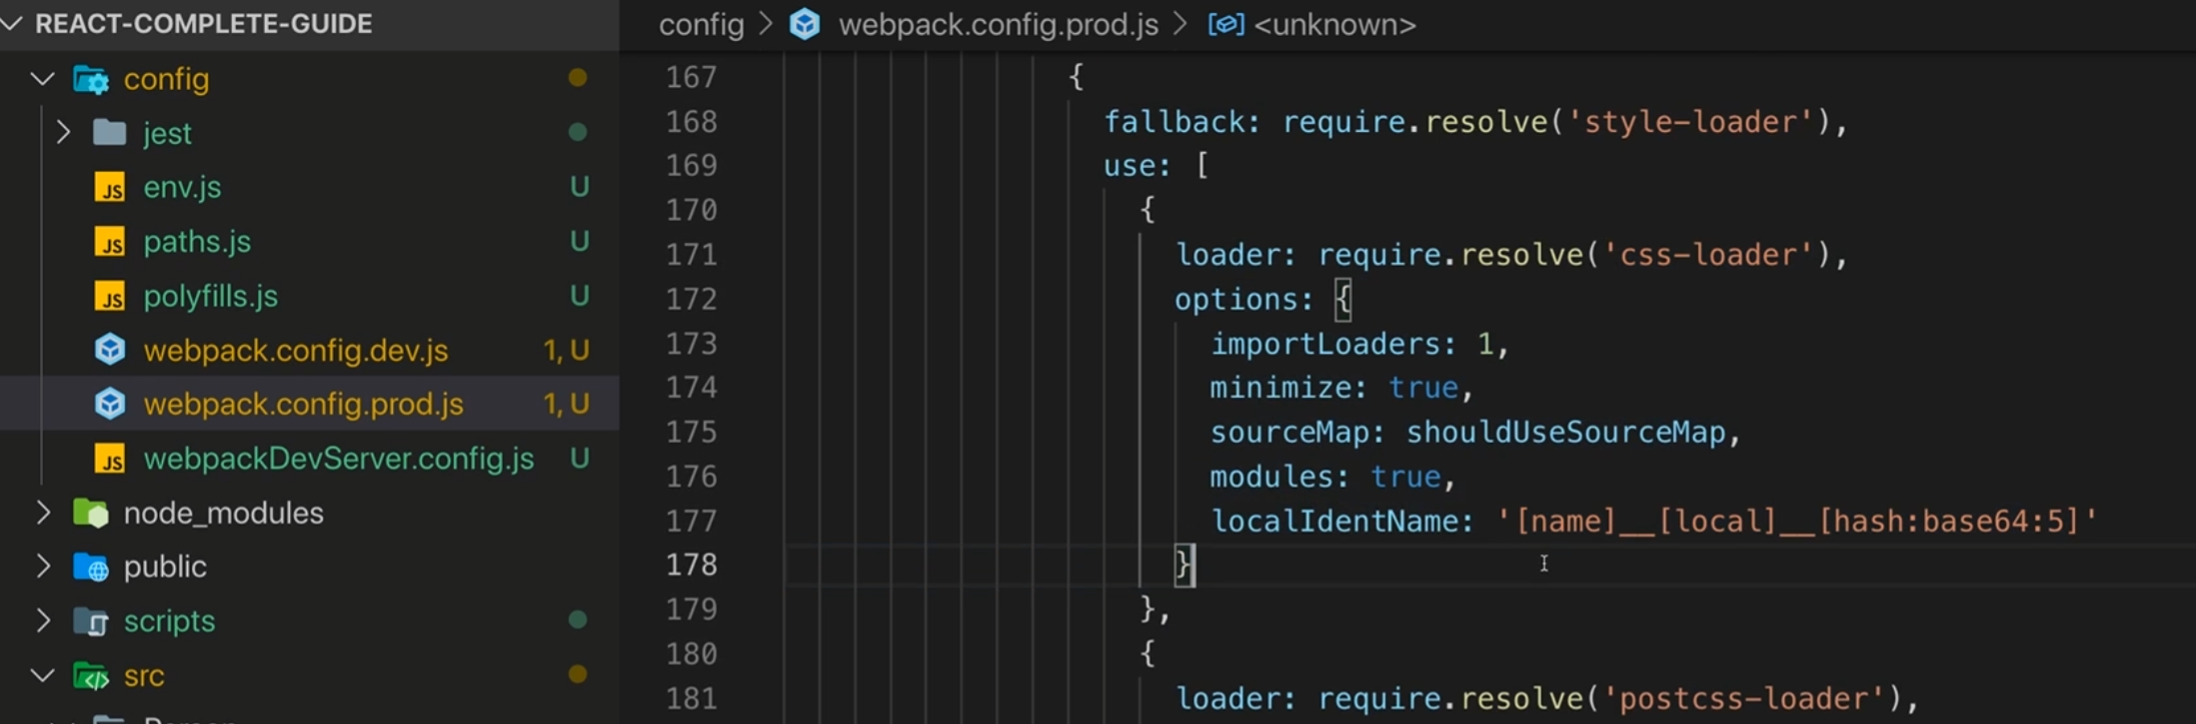 REACT-COMPLETE-GUIDE
config
jest
env.js U
paths.js U
polyfills.js U
webpack.config.dev.js 1, U
webpack.config.prod.js 1, U
webpackDevServer.config.js U
node_modules
public
scripts
src
config > webpack.config.prod.js > <unknown>
167 {
168 fallback: require.resolve('style-loader'),
169 use: [
170 {
171 loader: require.resolve('css-loader'),
172 options: {
173 importLoaders: 1,
174 minimize: true,
175 sourceMap: shouldUseSourceMap,
176 modules: true,
177 localIdentName: '[name]__[local]__[hash:base64:5]'
178 }
179 },
180 {
181 loader: require.resolve('postcss-loader'),